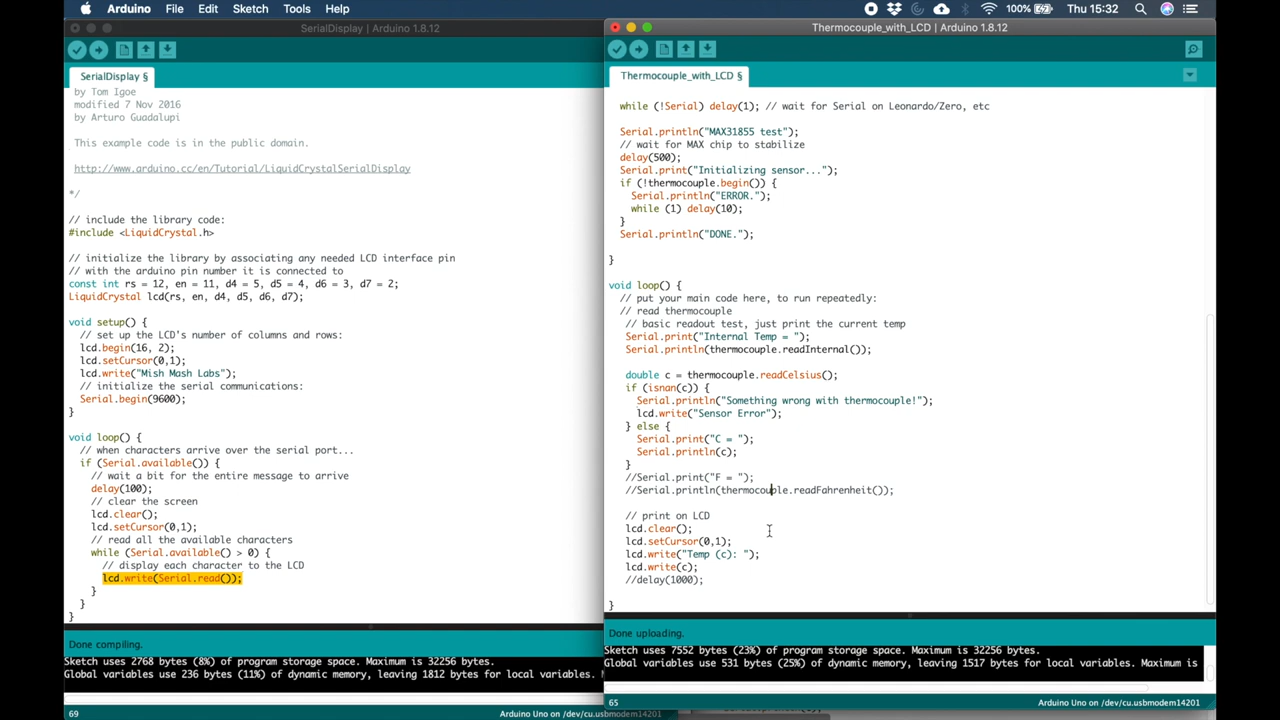 Arduino File Edit Sketch Tools Help
100% Thu 15:32
SerialDisplay | Arduino 1.8.12
SerialDisplay §
by Tom Igoe
modified 7 Nov 2016
by Arturo Guadalupi
This example code is in the public domain.
http://www.arduino.cc/en/Tutorial/LiquidCrystalSerialDisplay
*/
// include the library code:
#include <LiquidCrystal.h>
// initialize the library by associating any needed LCD interface pin
// with the arduino pin number it is connected to
const int rs = 12, en = 11, d4 = 5, d5 = 4, d6 = 3, d7 = 2;
LiquidCrystal lcd(rs, en, d4, d5, d6, d7);
void setup() {
// set up the LCD's number of columns and rows:
lcd.begin(16, 2);
lcd.setCursor(0,1);
lcd.write("Mish Mash Labs");
// initialize the serial communications:
Serial.begin(9600);
}
void loop() {
// when characters arrive over the serial port...
if (Serial.available()) {
// wait a bit for the entire message to arrive
delay(100);
// clear the screen
lcd.clear();
lcd.setCursor(0,1);
// read all the available characters
while (Serial.available() > 0) {
// display each character to the LCD
lcd.write(Serial.read());
}
}
}
Done compiling.
Sketch uses 2768 bytes (8%) of program storage space. Maximum is 32256 bytes.
Global variables use 236 bytes (11%) of dynamic memory, leaving 1812 bytes for local variables.
69
Arduino Uno on /dev/cu.usbmodem14201
Thermocouple_with_LCD | Arduino 1.8.12
Thermocouple_with_LCD §
while (!Serial) delay(1); // wait for Serial on Leonardo/Zero, etc
Serial.println("MAX31855 test");
// wait for MAX chip to stabilize
delay(500);
Serial.print("Initializing sensor...");
if (!thermocouple.begin()) {
Serial.println("ERROR.");
while (1) delay(10);
}
Serial.println("DONE.");
}
void loop() {
// put your main code here, to run repeatedly:
// read thermocouple
// basic readout test, just print the current temp
Serial.print("Internal Temp = ");
Serial.println(thermocouple.readInternal());
double c = thermocouple.readCelsius();
if (isnan(c)) {
Serial.println("Something wrong with thermocouple!");
lcd.write("Sensor Error");
} else {
Serial.print("C = ");
Serial.println(c);
}
//Serial.print("F = ");
//Serial.println(thermocouple.readFahrenheit());
// print on LCD
lcd.clear();
lcd.setCursor(0,1);
lcd.write("Temp (c): ");
lcd.write(c);
//delay(1000);
}
Done uploading.
Sketch uses 7552 bytes (23%) of program storage space. Maximum is 32256 bytes.
Global variables use 531 bytes (25%) of dynamic memory, leaving 1517 bytes for local variables. Maximum is
65
Arduino Uno on /dev/cu.usbmodem14201